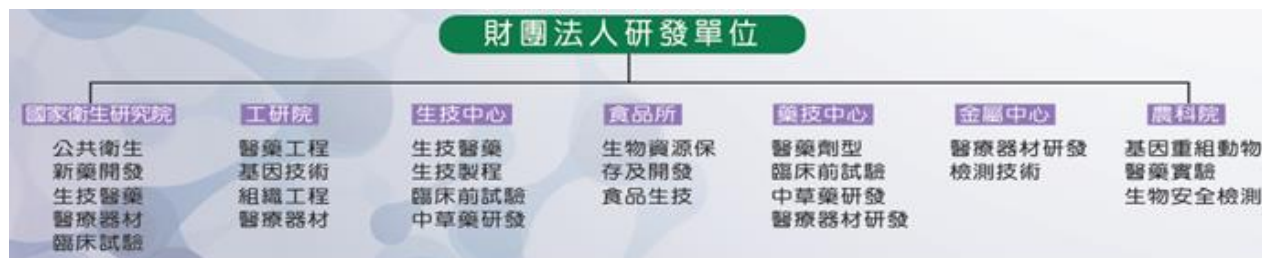 財團法人研發單位
國家衛生研究院
公共衛生
新藥開發
生技醫藥
醫療器材
臨床試驗
工研院
醫藥工程
基因技術
組織工程
醫療器材
生技中心
生技醫藥
生技製程
臨床前試驗
中草藥研發
食品所
生物資源保
存及開發
食品生技
藥技中心
醫藥劑型
臨床前試驗
中草藥研發
醫療器材研發
金屬中心
醫療器材研發
檢測技術
農科院
基因重組動物
醫藥實驗
生物安全檢測